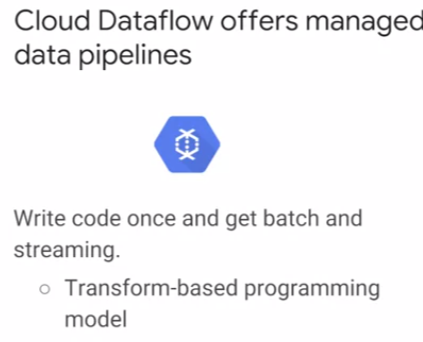 Cloud Dataflow offers managed
data pipelines
Write code once and get batch and
streaming.
○ Transform-based programming
model